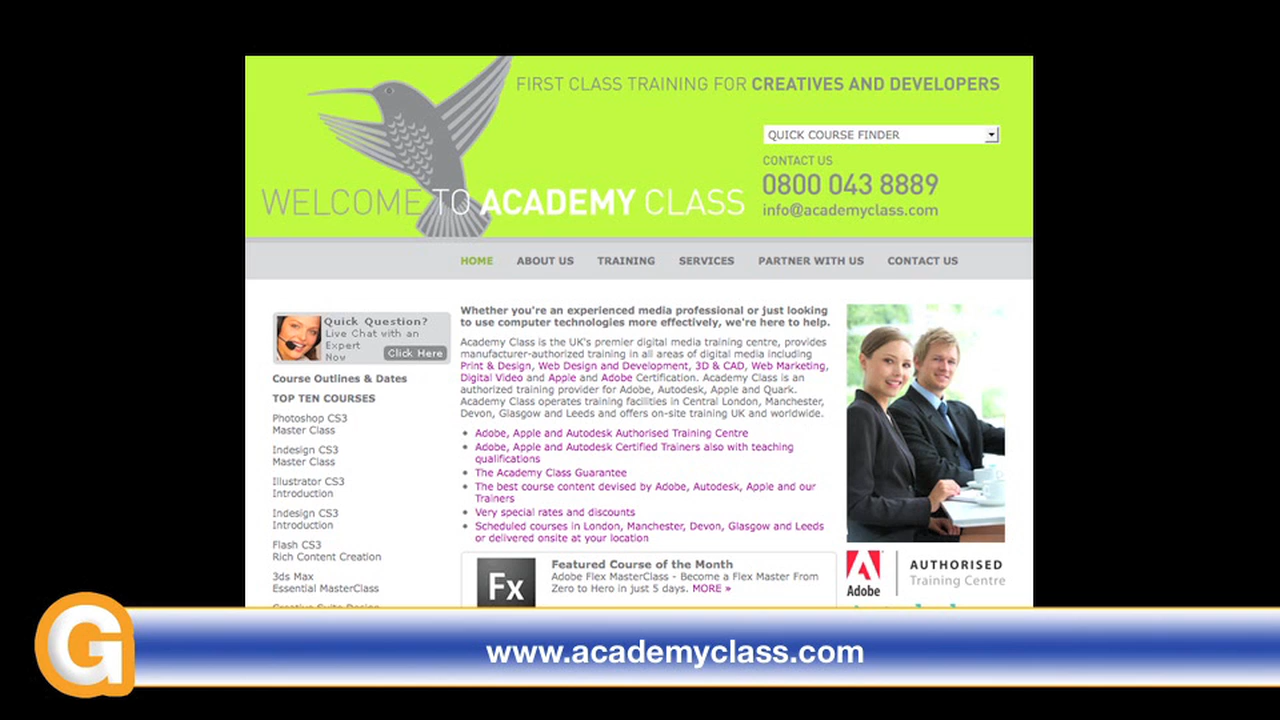 FIRST CLASS TRAINING FOR CREATIVES AND DEVELOPERS
QUICK COURSE FINDER
CONTACT US
0800 043 8889
info@academyclass.com
WELCOME TO ACADEMY CLASS
HOME ABOUT US TRAINING SERVICES PARTNER WITH US CONTACT US
Quick Question?
Live Chat with an
Expert
Now Click Here
Course Outlines & Dates
TOP TEN COURSES
Photoshop CS3
Master Class
Indesign CS3
Master Class
Illustrator CS3
Introduction
Indesign CS3
Introduction
Flash CS3
Rich Content Creation
3ds Max
Essential MasterClass
Whether you're an experienced media professional or just looking
to use computer technologies more effectively, we're here to help.
Academy Class is the UK's premier digital media training centre, provides
manufacturer-authorized training in all areas of digital media including
Print & Design, Web Design and Development, 3D & CAD, Web Marketing,
Digital Video and Apple and Adobe Certification. Academy Class is an
authorized training provider for Adobe, Autodesk, Apple and Quark.
Academy Class operates training facilities in Central London, Manchester,
Devon, Glasgow and Leeds and offers on-site training UK and worldwide.
Adobe, Apple and Autodesk Authorised Training Centre
Adobe, Apple and Autodesk Certified Trainers also with teaching
qualifications
The Academy Class Guarantee
The best course content devised by Adobe, Autodesk, Apple and our
Trainers
Very special rates and discounts
Scheduled courses in London, Manchester, Devon, Glasgow and Leeds
or delivered onsite at your location
Fx
Featured Course of the Month
Adobe Flex MasterClass - Become a Flex Master From
Zero to Hero in just 5 days. MORE »
Adobe
AUTHORISED
Training Centre
G
www.academyclass.com